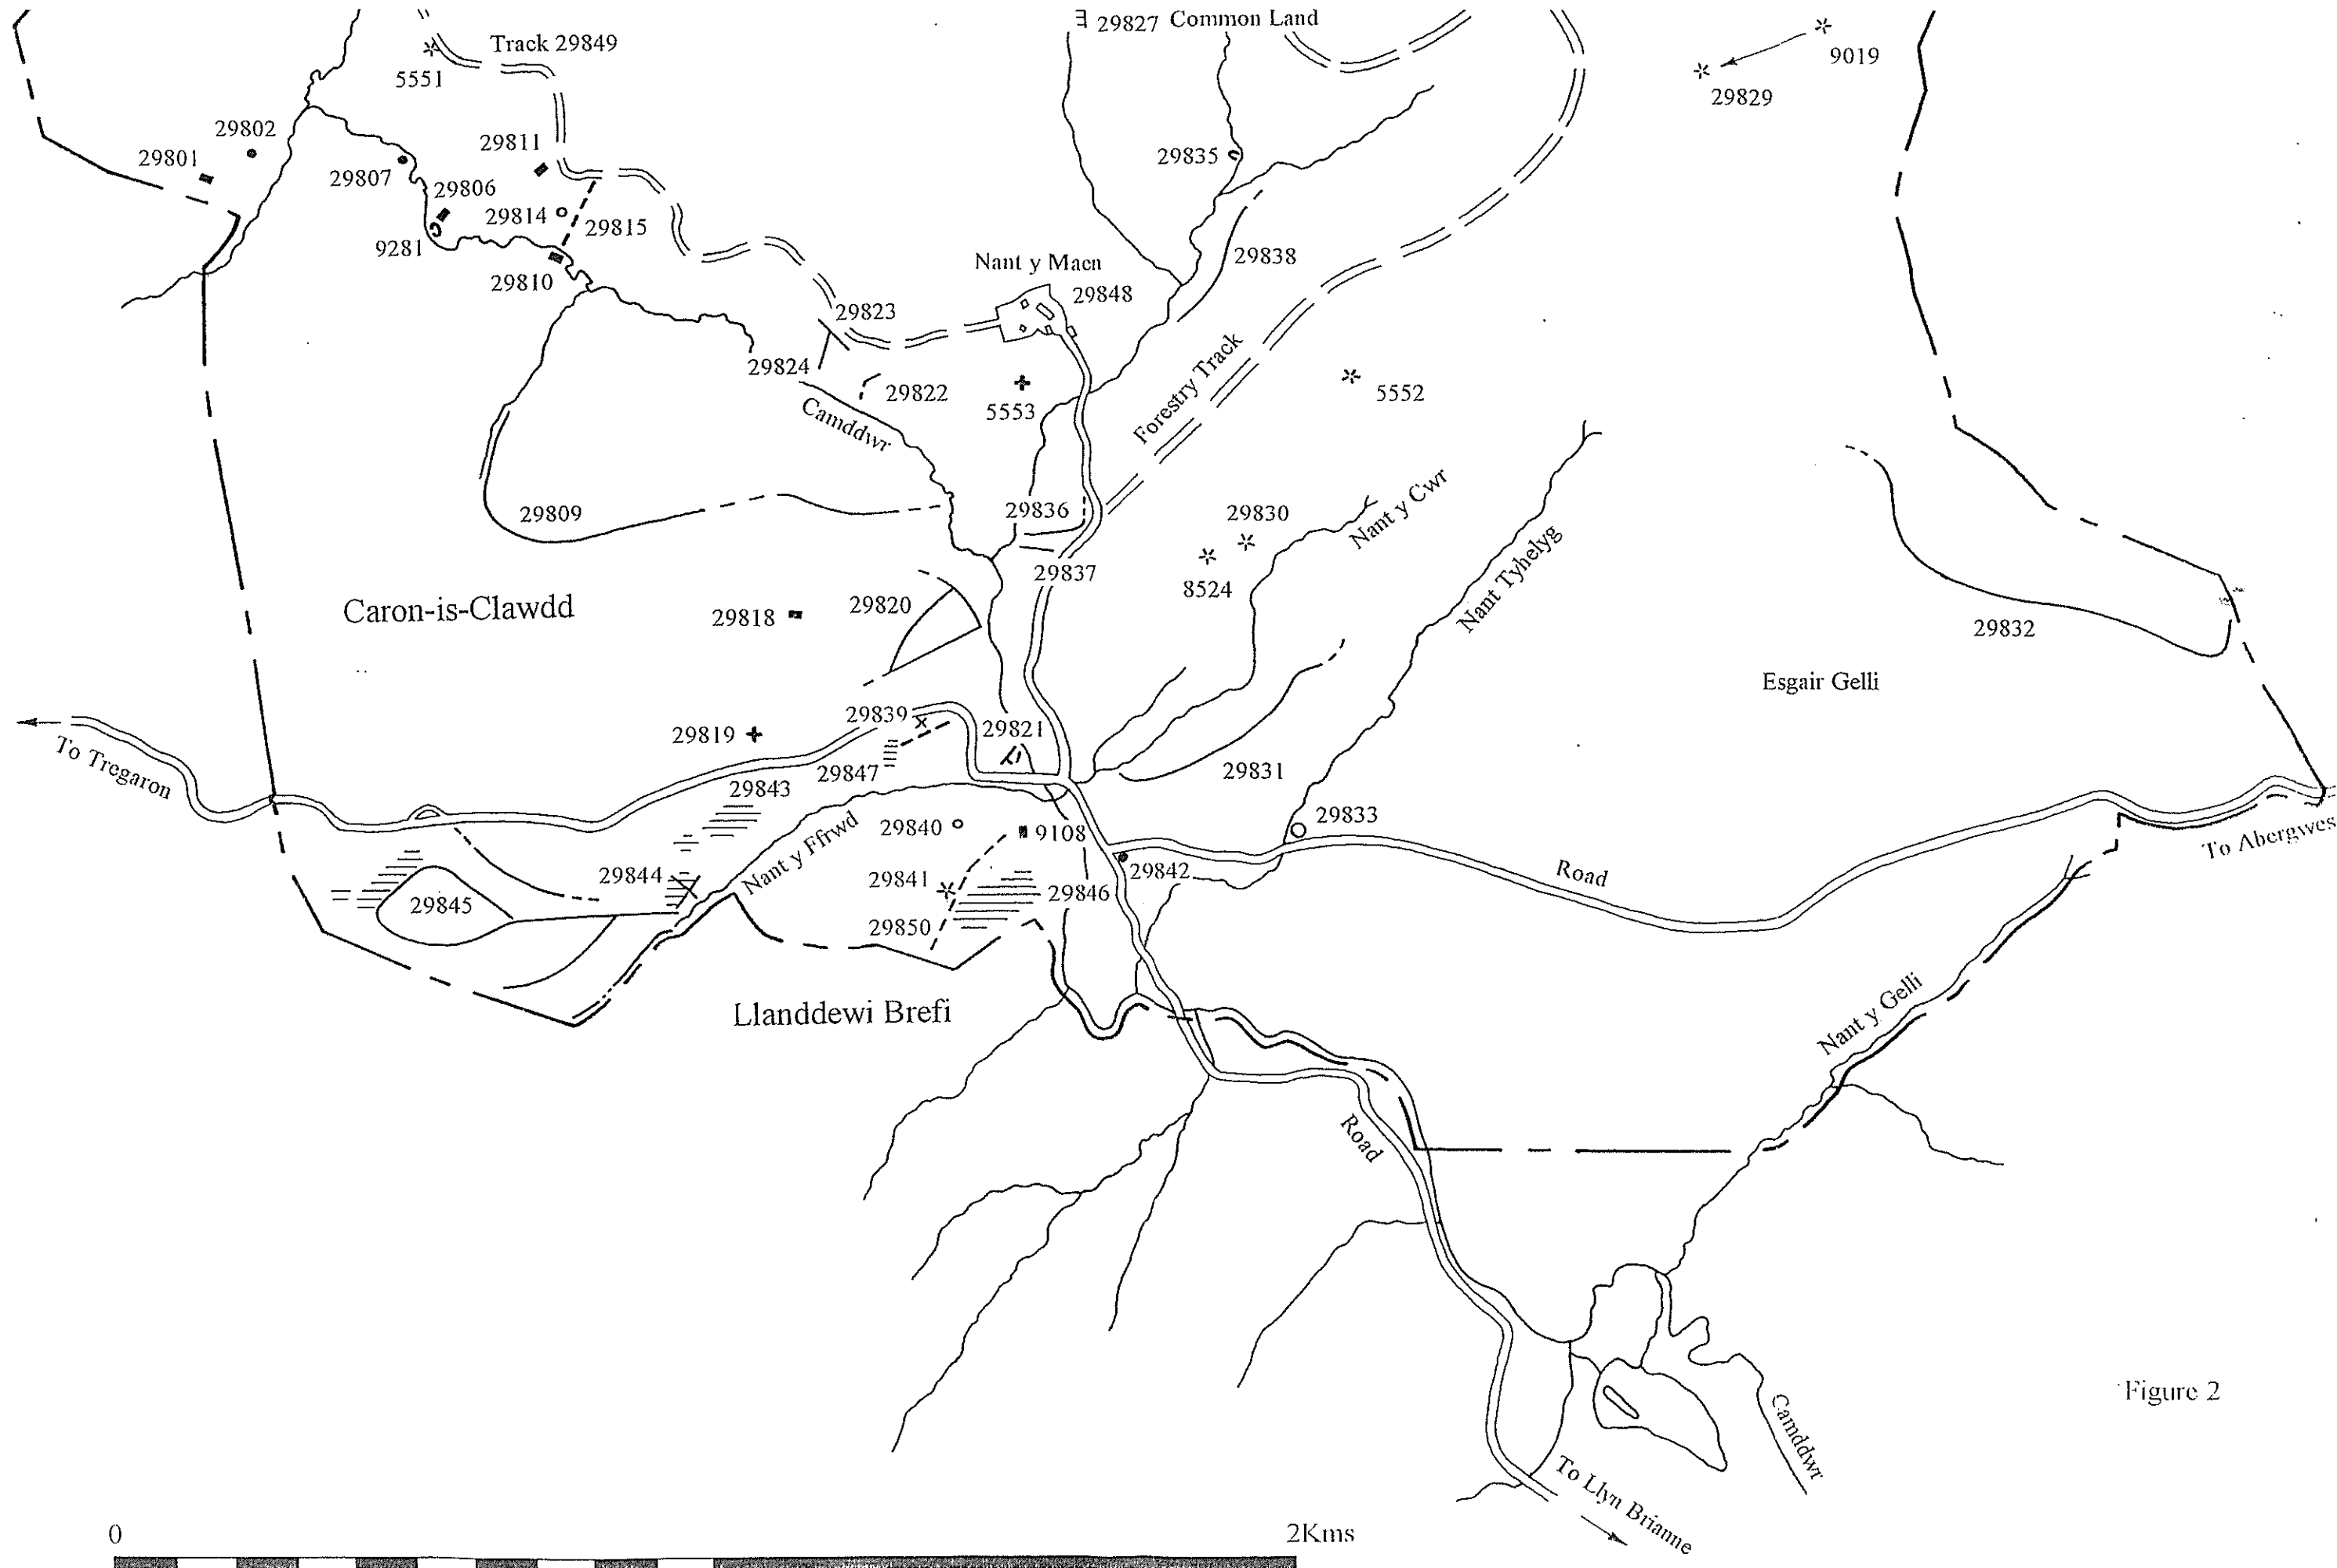 29827 Common Land
Track 29849
5551
9019
29829
29802
29801
29811
29835
29807
29806
29814
29815
9281
29838
Nant y Maen
29810
29848
29823
Forestry Track
29824
29822
5553
5552
Camddwr
29809
29836
29830
Nant y Cwr
Nant Tyhelyg
29837
8524
Caron-is-Clawdd
29818
29820
29832
Esgair Gelli
29839
29819
29821
To Tregaron
29847
29831
29843
29833
29840
9108
Nant y Ffrwd
To Abergwes
29844
29841
29842
Road
29846
29845
29850
Llanddewi Brefi
Nant y Gelli
Road
Figure 2
Camddwr
To Llyn Brianne
0
2Kms